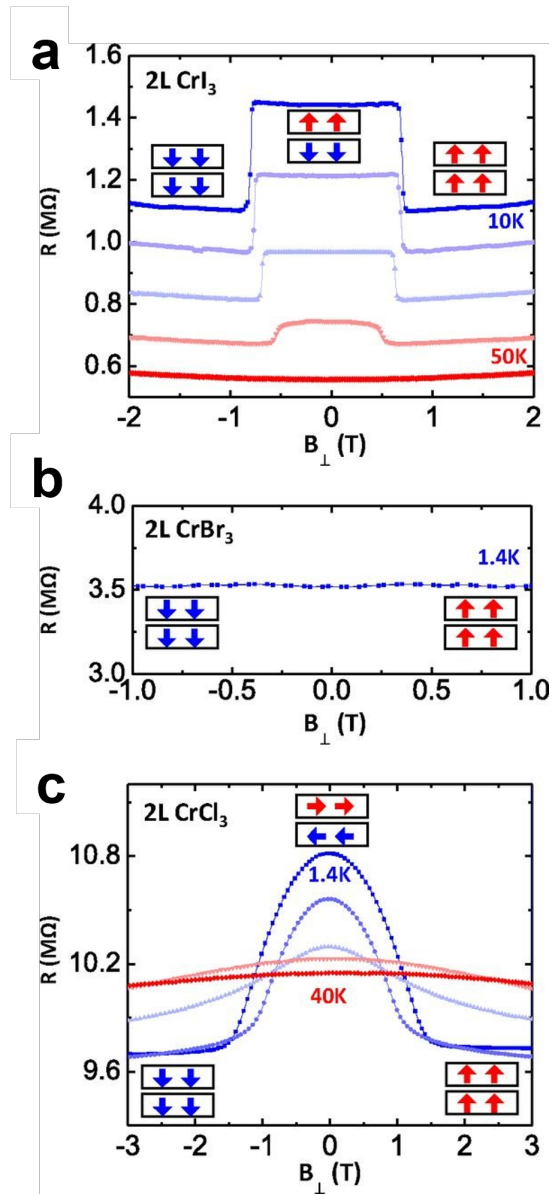 a
2L CrI₃
R (MΩ)
1.6
1.4
1.2
1.0
0.8
0.6
10K
50K
-2
-1
0
1
2
B⊥ (T)
b
2L CrBr₃
R (MΩ)
4.0
3.5
3.0
1.4K
-1.0
-0.5
0.0
0.5
1.0
B⊥ (T)
c
2L CrCl₃
R (MΩ)
10.8
10.2
9.6
1.4K
40K
-3
-2
-1
0
1
2
3
B⊥ (T)